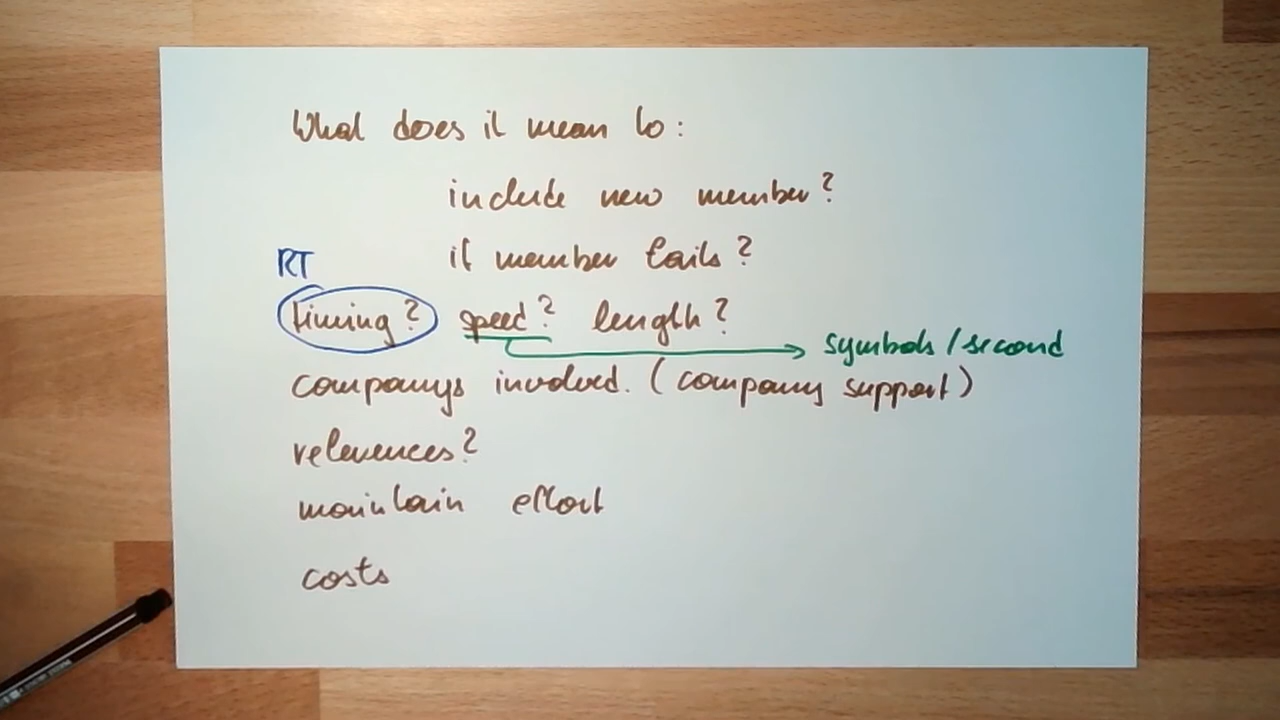 What does it mean to:
include new member?
if member fails?
RT
timing? speed? length?
symbols/second
companys involved. (company support)
references?
maintain effort
costs